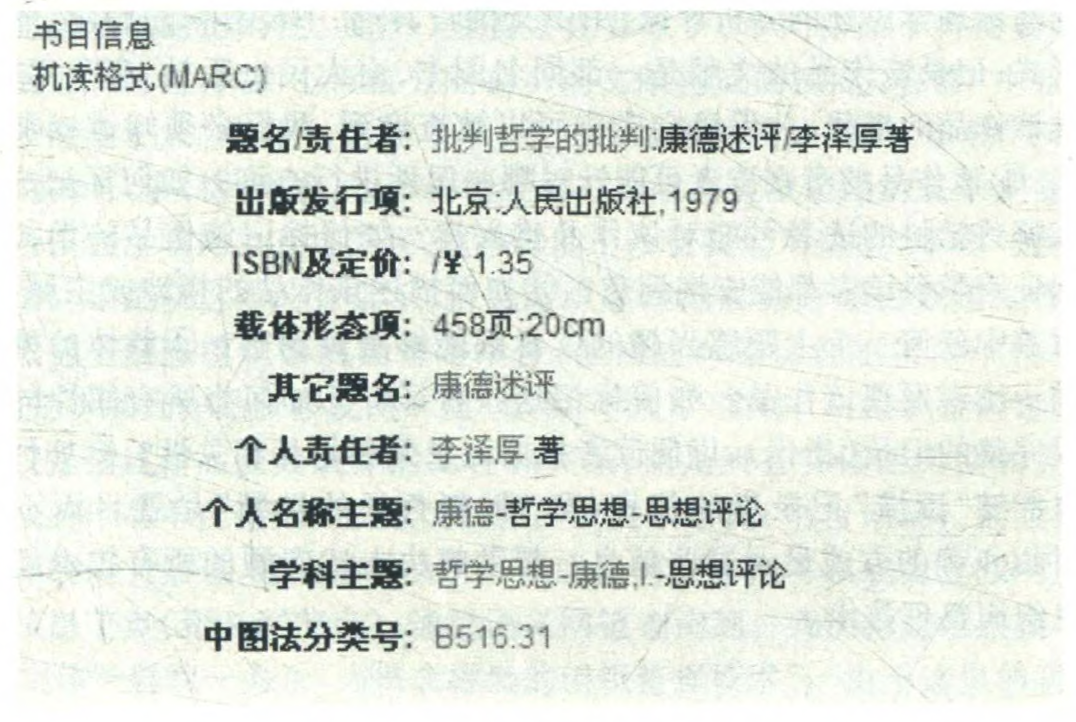 书目信息
机读格式(MARC)
题名/责任者: 批判哲学的批判:康德述评/李泽厚著
出版发行项: 北京:人民出版社,1979
ISBN及定价: /¥ 1.35
载体形态项: 458页;20cm
其它题名: 康德述评
个人责任者: 李泽厚 著
个人名称主题: 康德-哲学思想-思想评论
学科主题: 哲学思想-康德,I.-思想评论
中图法分类号: B516.31